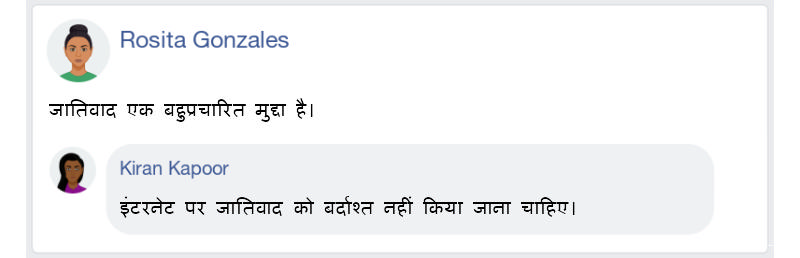 Rosita Gonzales
जातिवाद एक बहुप्रचारित मुद्दा है।
Kiran Kapoor
इंटरनेट पर जातिवाद को बर्दाश्त नहीं किया जाना चाहिए।